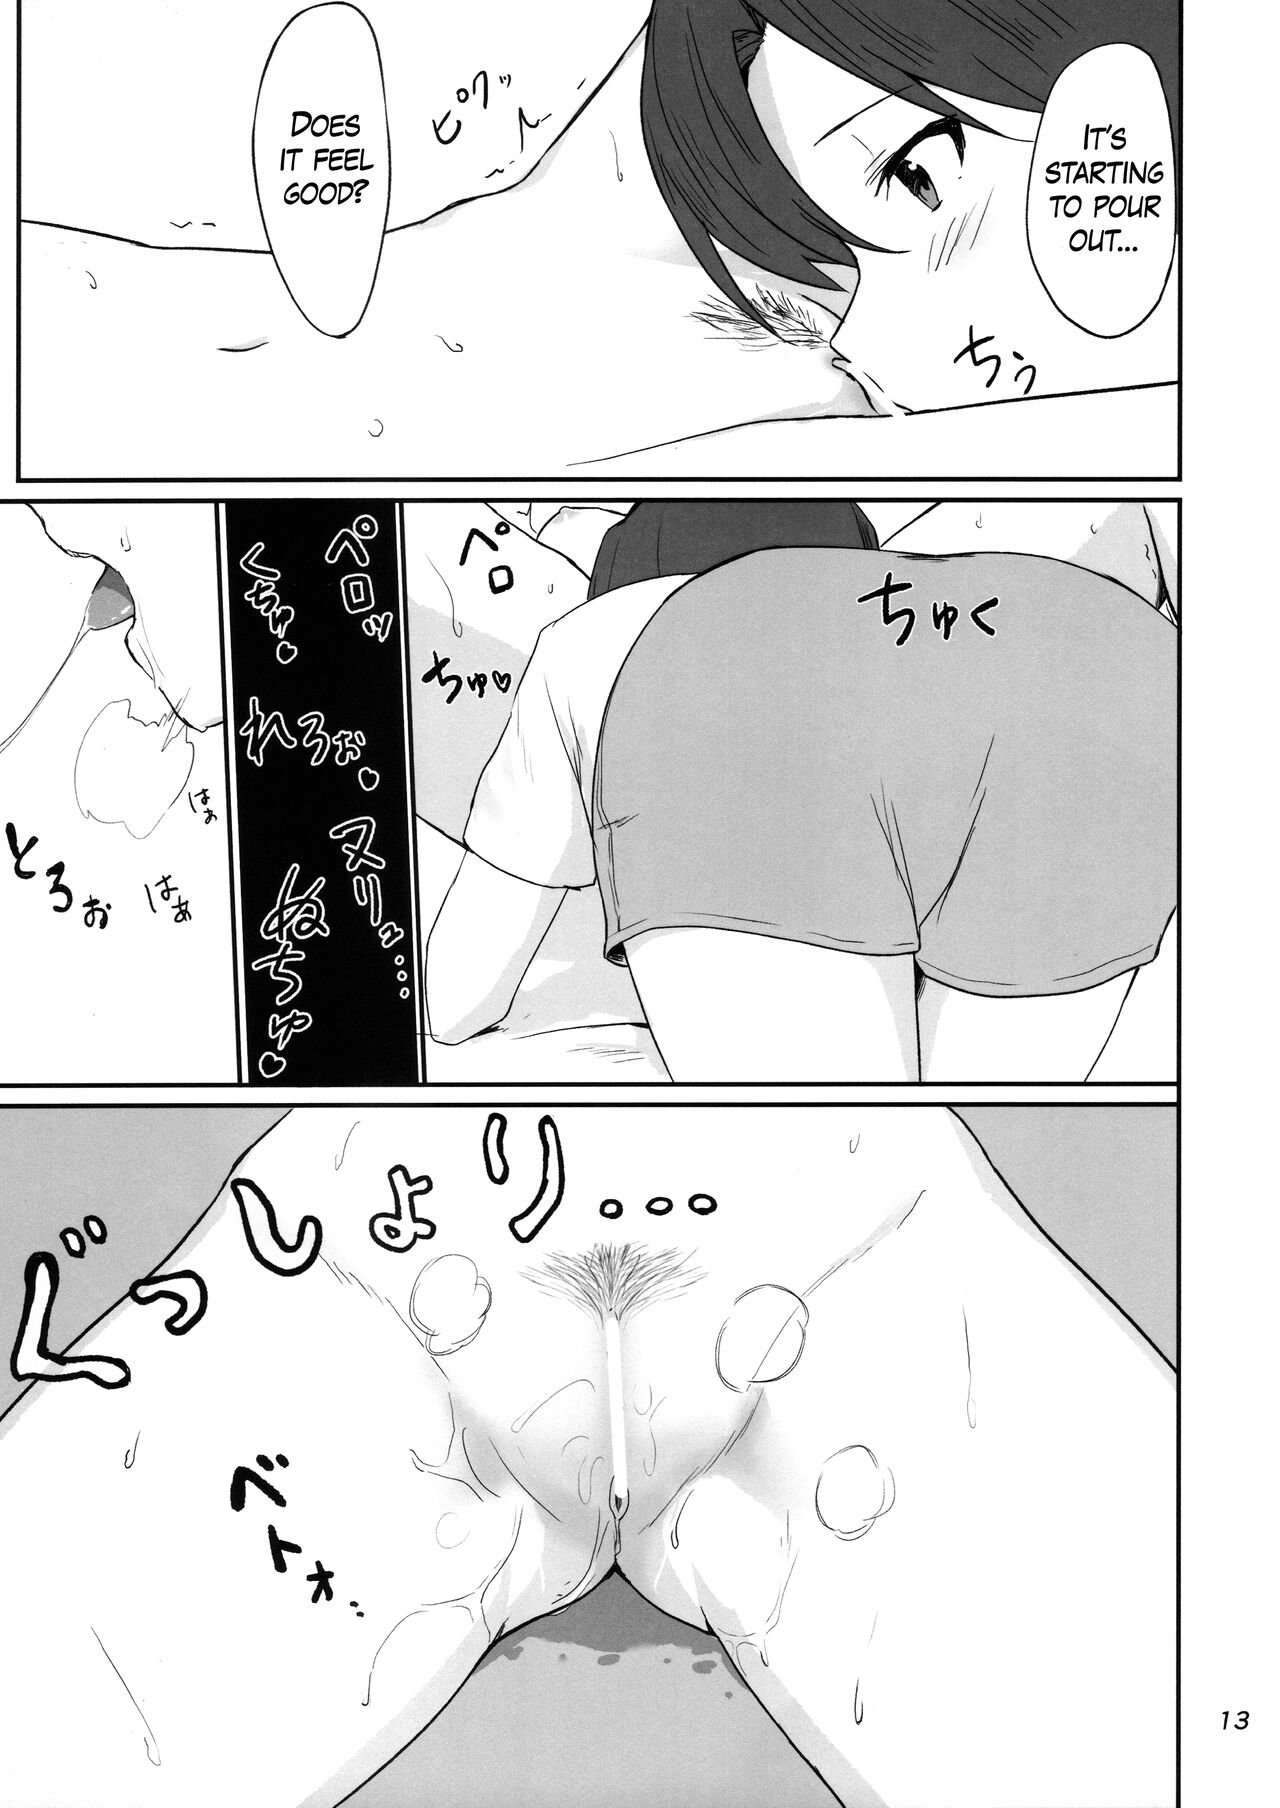 IT'S
STARTING
TO POUR
OUT...
ちぅ
DOES
IT FEEL
GOOD?
ピクッ
ちゅく
ペロ
ちゅ♥
ペロッ
くちゅ♥
れろぉ♥
ヌリュ...
ねちゅ♥
はぁ
はぁ
とろぉ
ぐっしょり...
ベトォ..
13